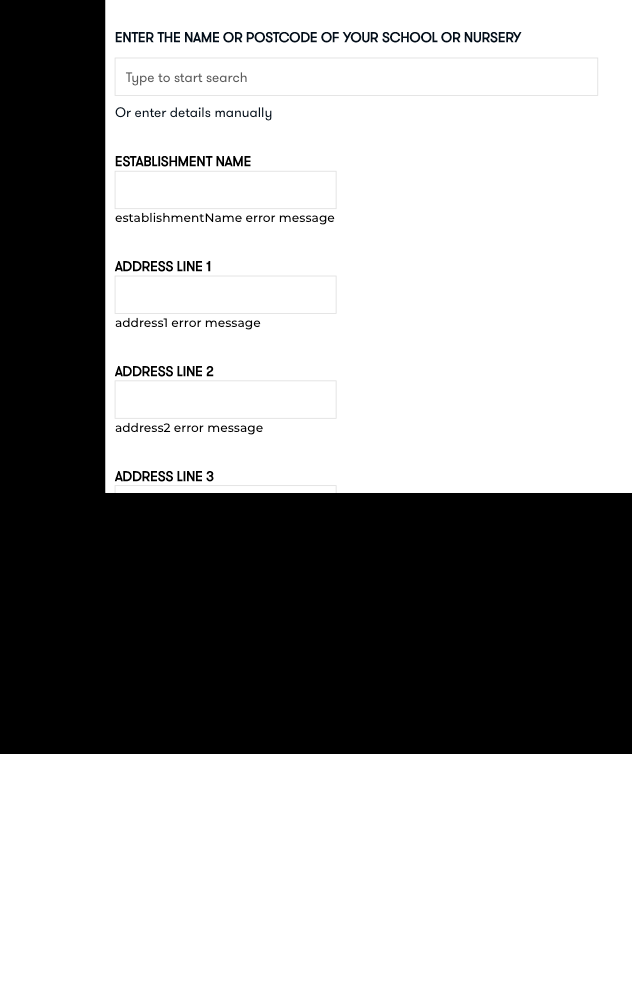 ENTER THE NAME OR POSTCODE OF YOUR SCHOOL OR NURSERY
Type to start search
Or enter details manually
ESTABLISHMENT NAME
establishmentName error message
ADDRESS LINE 1
address1 error message
ADDRESS LINE 2
address2 error message
ADDRESS LINE 3